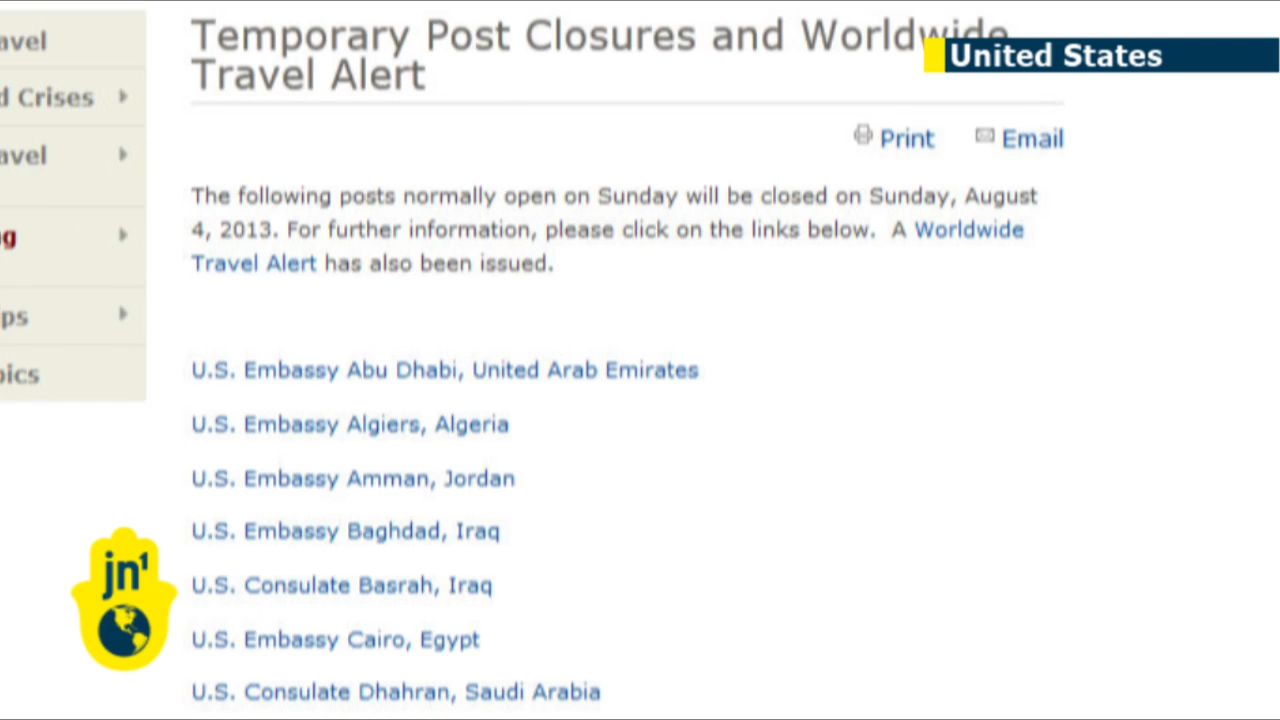 Temporary Post Closures and Worldwide
Travel Alert
United States
avel
d Crises
avel
g
ps
pics
Print Email
The following posts normally open on Sunday will be closed on Sunday, August
4, 2013. For further information, please click on the links below. A Worldwide
Travel Alert has also been issued.
U.S. Embassy Abu Dhabi, United Arab Emirates
U.S. Embassy Algiers, Algeria
U.S. Embassy Amman, Jordan
U.S. Embassy Baghdad, Iraq
U.S. Consulate Basrah, Iraq
U.S. Embassy Cairo, Egypt
U.S. Consulate Dhahran, Saudi Arabia
jn1